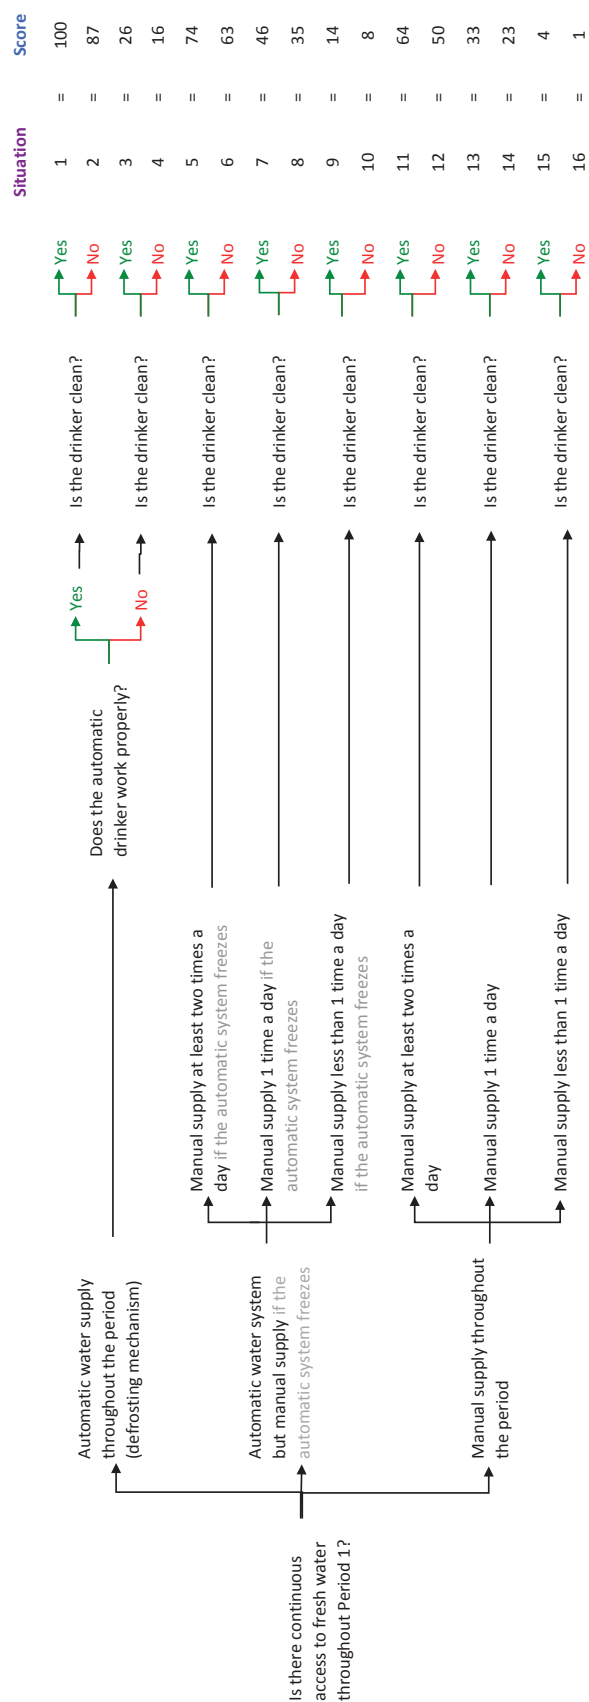 Is there continuous
access to fresh water
throughout Period 1?
Automatic water supply
throughout the period
(defrosting mechanism)
Automatic water system
but manual supply if the
automatic system freezes
Manual supply throughout
the period
Manual supply at least two times a
day if the automatic system freezes
Manual supply 1 time a day if the
automatic system freezes
Manual supply less than 1 time a day
if the automatic system freezes
Manual supply at least two times a
day
Manual supply 1 time a day
Manual supply less than 1 time a day
Does the automatic
drinker work properly?
Yes
No
Is the drinker clean?
Is the drinker clean?
Is the drinker clean?
Is the drinker clean?
Is the drinker clean?
Is the drinker clean?
Is the drinker clean?
Is the drinker clean?
Situation Score
Yes 1 = 100
No 2 = 87
Yes 3 = 26
No 4 = 16
Yes 5 = 74
No 6 = 63
Yes 7 = 46
No 8 = 35
Yes 9 = 14
No 10 = 8
Yes 11 = 64
No 12 = 50
Yes 13 = 33
No 14 = 23
Yes 15 = 4
No 16 = 1